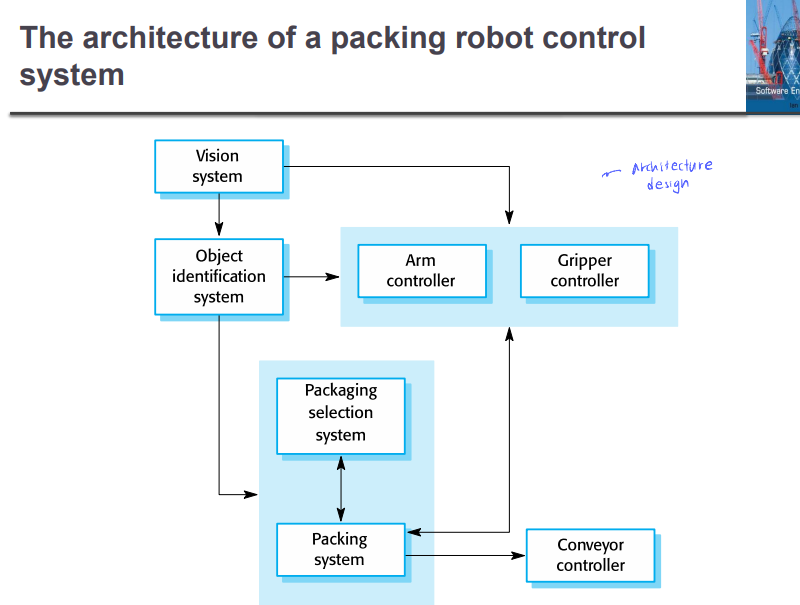 The architecture of a packing robot control
system
Software En
Vision
system
Architecture
design
Object
identification
system
Arm
controller
Gripper
controller
Packaging
selection
system
Packing
system
Conveyor
controller